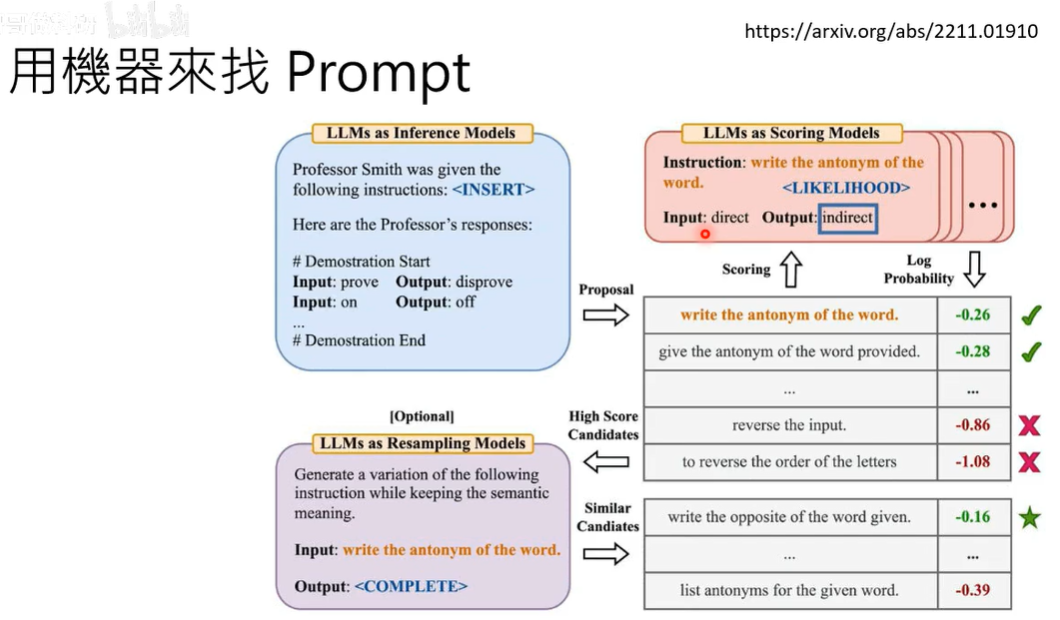 https://arxiv.org/abs/2211.01910
用機器來找 Prompt
LLMs as Inference Models
Professor Smith was given the
following instructions: <INSERT>
Here are the Professor's responses:
# Demostration Start
Input: prove Output: disprove
Input: on Output: off
...
# Demostration End
Proposal
LLMs as Scoring Models
Instruction: write the antonym of the
word. <LIKELIHOOD>
Input: direct Output: indirect
...
Scoring
Log
Probability
write the antonym of the word. -0.26
give the antonym of the word provided. -0.28
... ...
reverse the input. -0.86
to reverse the order of the letters -1.08
High Score
Candidates
[Optional]
LLMs as Resampling Models
Generate a variation of the following
instruction while keeping the semantic
meaning.
Input: write the antonym of the word.
Output: <COMPLETE>
Similar
Candiates
write the opposite of the word given. -0.16
... ...
list antonyms for the given word. -0.39